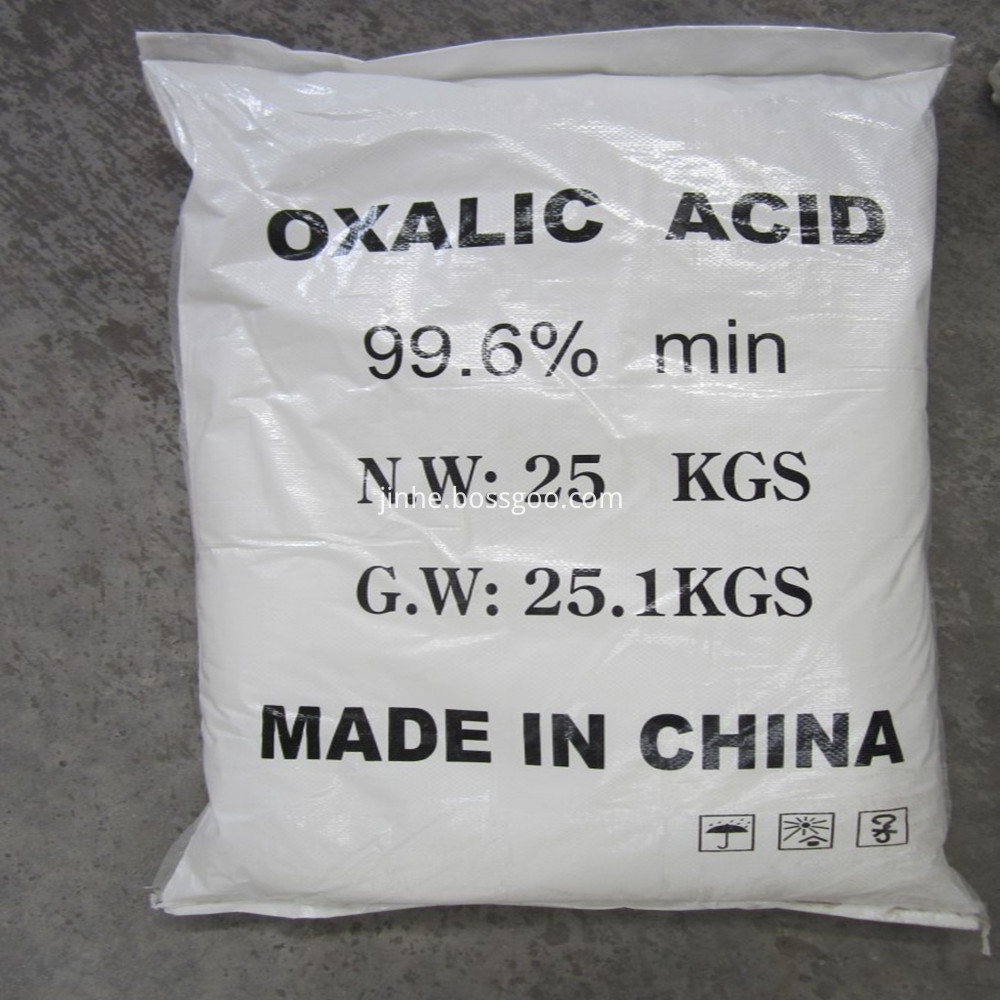 OXALIC ACID
99.6% min
N.W: 25 KGS
jinhe.bossgoo.com
G.W: 25.1KGS
MADE IN CHINA